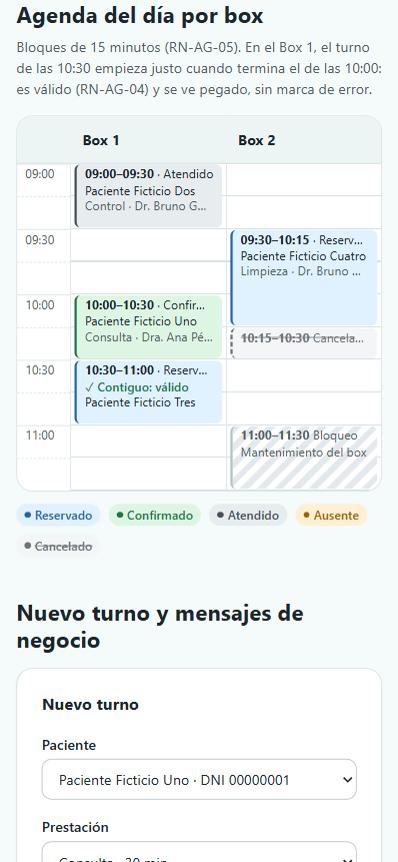 Agenda del día por box
Bloques de 15 minutos (RN-AG-05). En el Box 1, el turno
de las 10:30 empieza justo cuando termina el de las 10:00:
es válido (RN-AG-04) y se ve pegado, sin marca de error.
Box 1
Box 2
09:00
09:00–09:30 · Atendido
Paciente Ficticio Dos
Control · Dr. Bruno G...
09:30
09:30–10:15 · Reserv...
Paciente Ficticio Cuatro
Limpieza · Dr. Bruno ...
10:00
10:00–10:30 · Confir...
Paciente Ficticio Uno
Consulta · Dra. Ana Pé...
10:15–10:30 Cancela...
10:30
10:30–11:00 · Reserv...
✓ Contiguo: válido
Paciente Ficticio Tres
11:00
11:00–11:30 Bloqueo
Mantenimiento del box
Reservado
Confirmado
Atendido
Ausente
Cancelado
Nuevo turno y mensajes de
negocio
Nuevo turno
Paciente
Paciente Ficticio Uno · DNI 00000001
Prestación
Consulta · 30 min